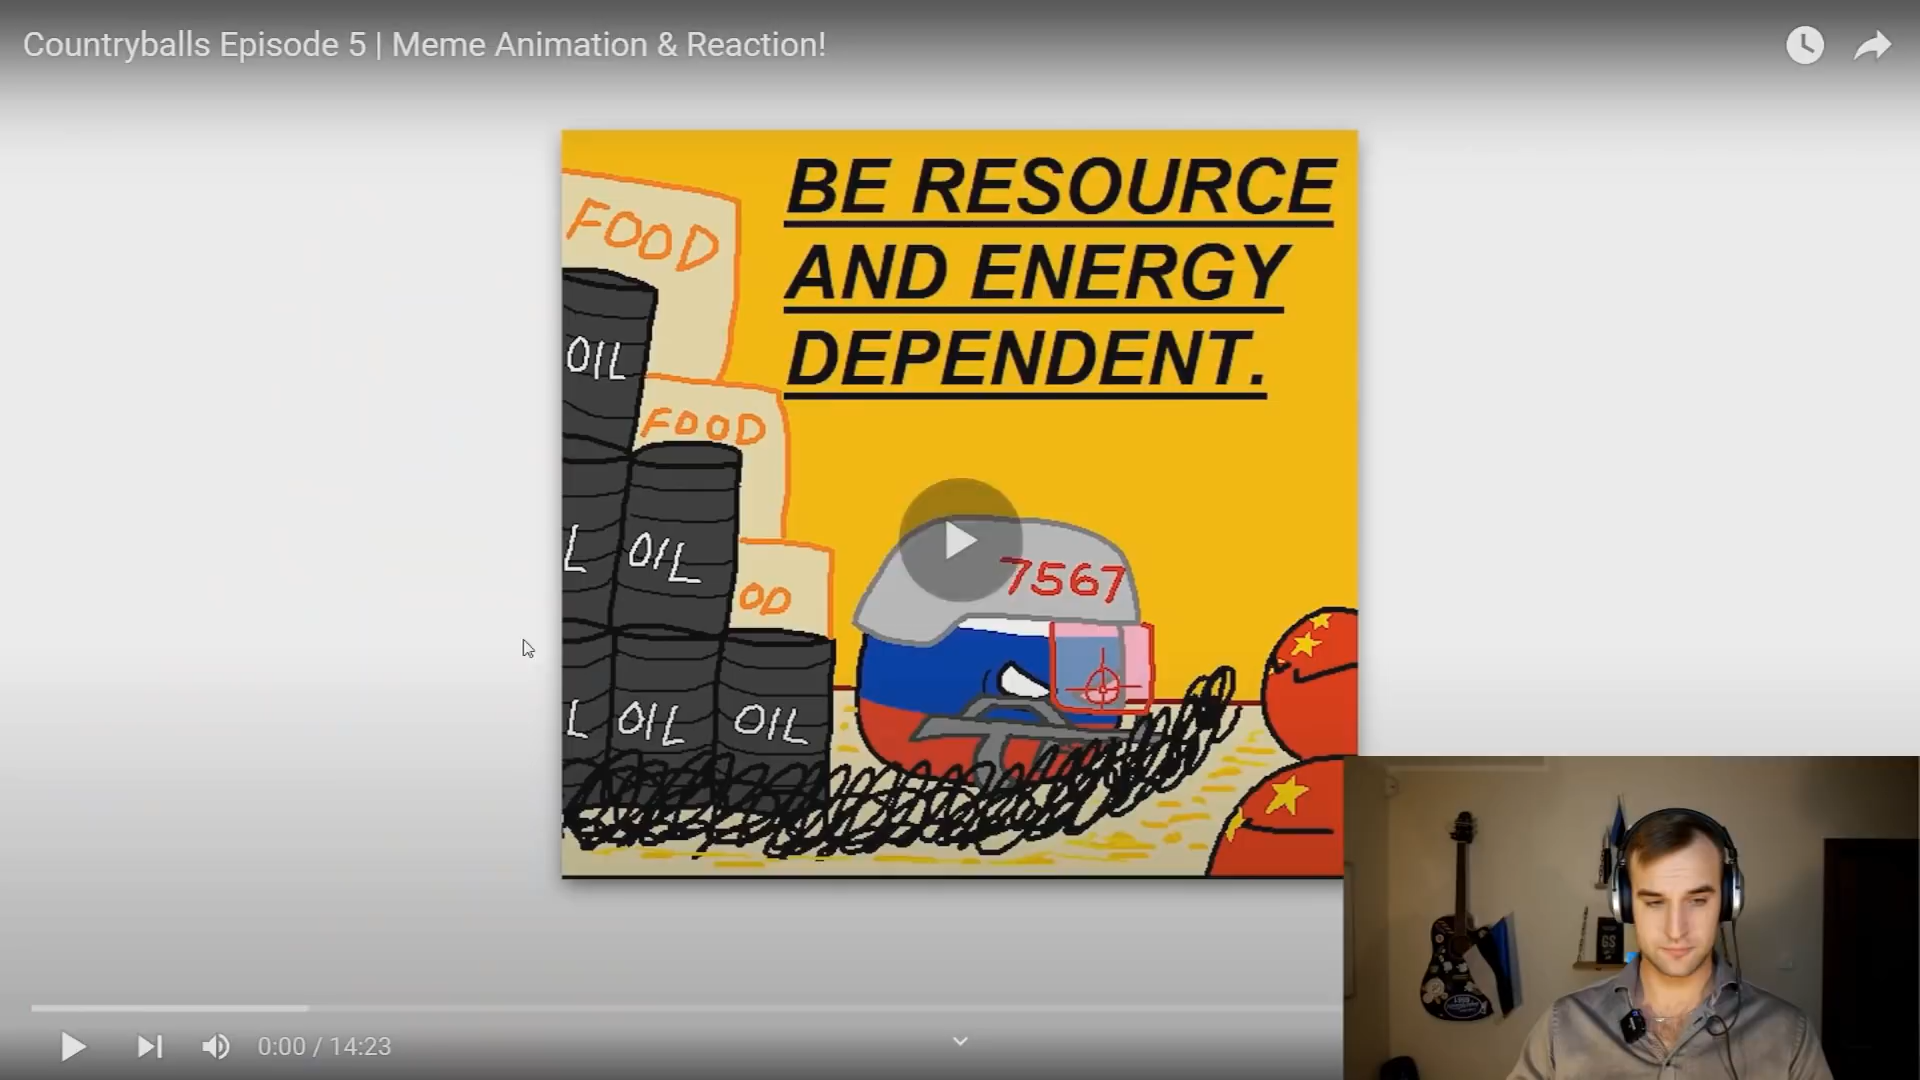 Countryballs Episode 5 | Meme Animation & Reaction!
BE RESOURCE
AND ENERGY
DEPENDENT.
FOOD
OIL
FOOD
L
OIL
OD
7567
L
OIL
OIL
GS
0:00 / 14:23